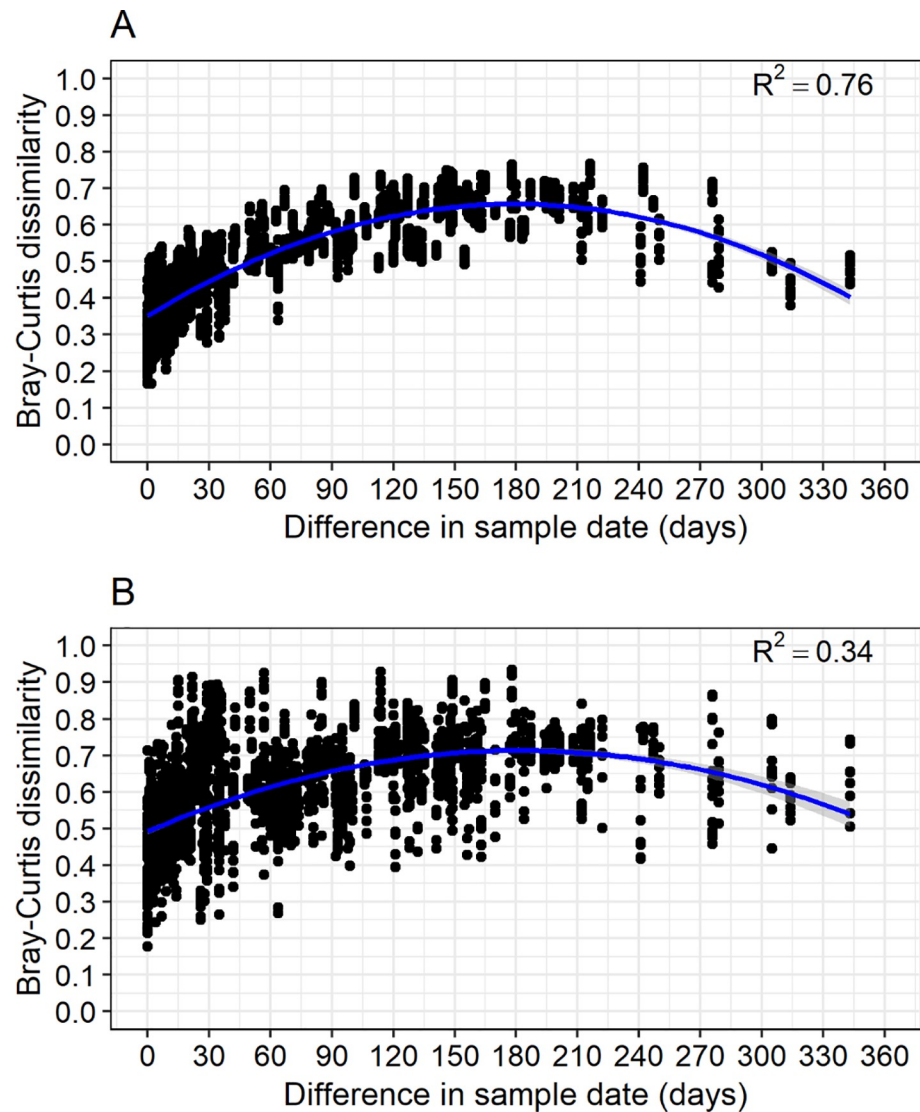 A
R² = 0.76
Bray-Curtis dissimilarity
1.0
0.9
0.8
0.7
0.6
0.5
0.4
0.3
0.2
0.1
0.0
0 30 60 90 120 150 180 210 240 270 300 330 360
Difference in sample date (days)
B
R² = 0.34
Bray-Curtis dissimilarity
1.0
0.9
0.8
0.7
0.6
0.5
0.4
0.3
0.2
0.1
0.0
0 30 60 90 120 150 180 210 240 270 300 330 360
Difference in sample date (days)